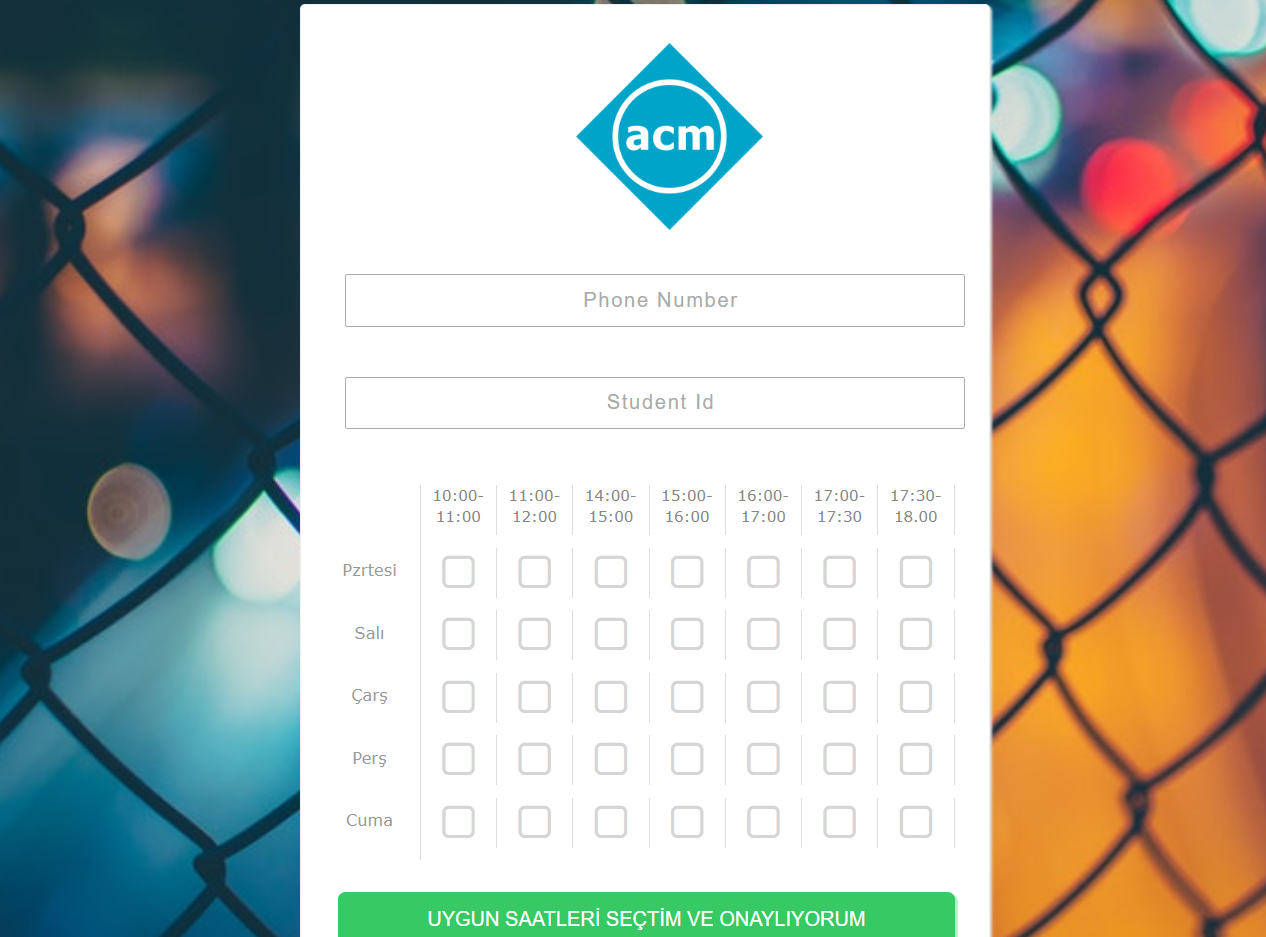 acm
Phone Number
Student Id
10:00- 11:00- 14:00- 15:00- 16:00- 17:00- 17:30-
11:00 12:00 15:00 16:00 17:00 17:30 18.00
Pzrtesi
Salı
Çarş
Perş
Cuma
UYGUN SAATLERİ SEÇTİM VE ONAYLIYORUM